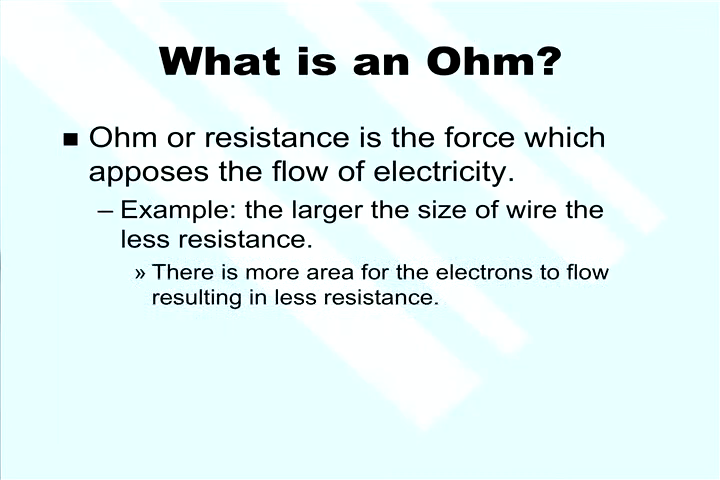 What is an Ohm?
■ Ohm or resistance is the force which
apposes the flow of electricity.
– Example: the larger the size of wire the
less resistance.
» There is more area for the electrons to flow
resulting in less resistance.